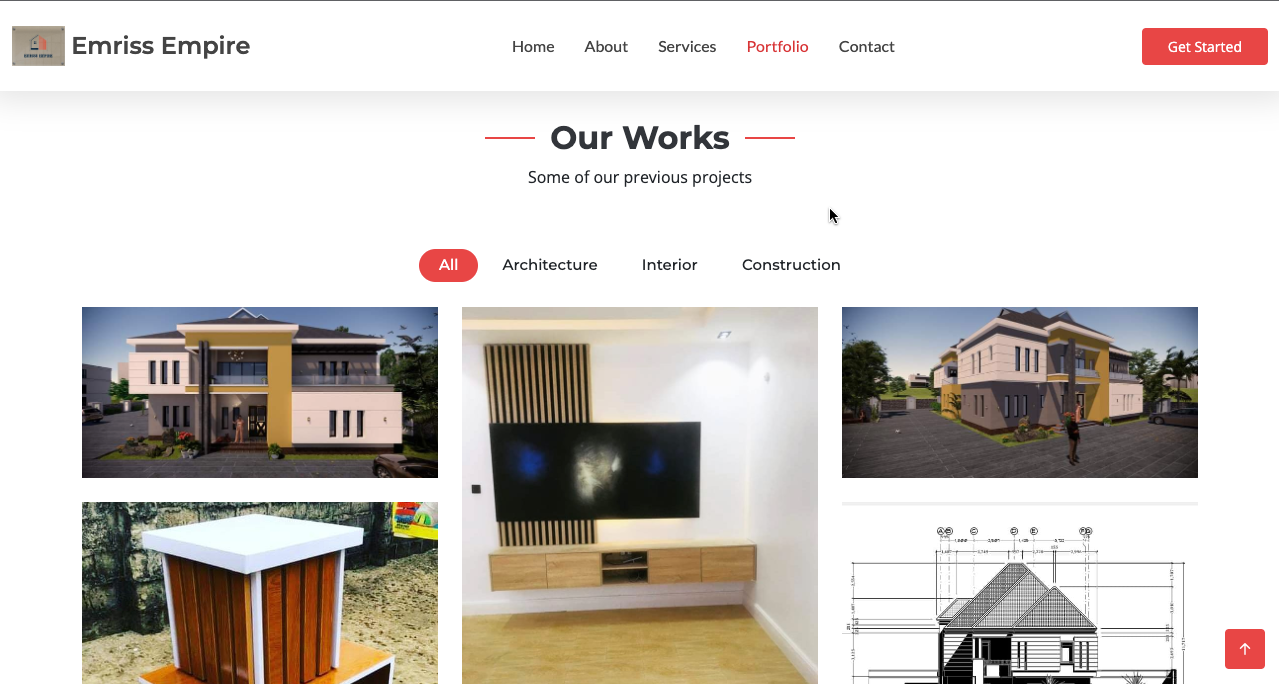 Emriss Empire
Home
About
Services
Portfolio
Contact
Get Started
Our Works
Some of our previous projects
All
Architecture
Interior
Construction